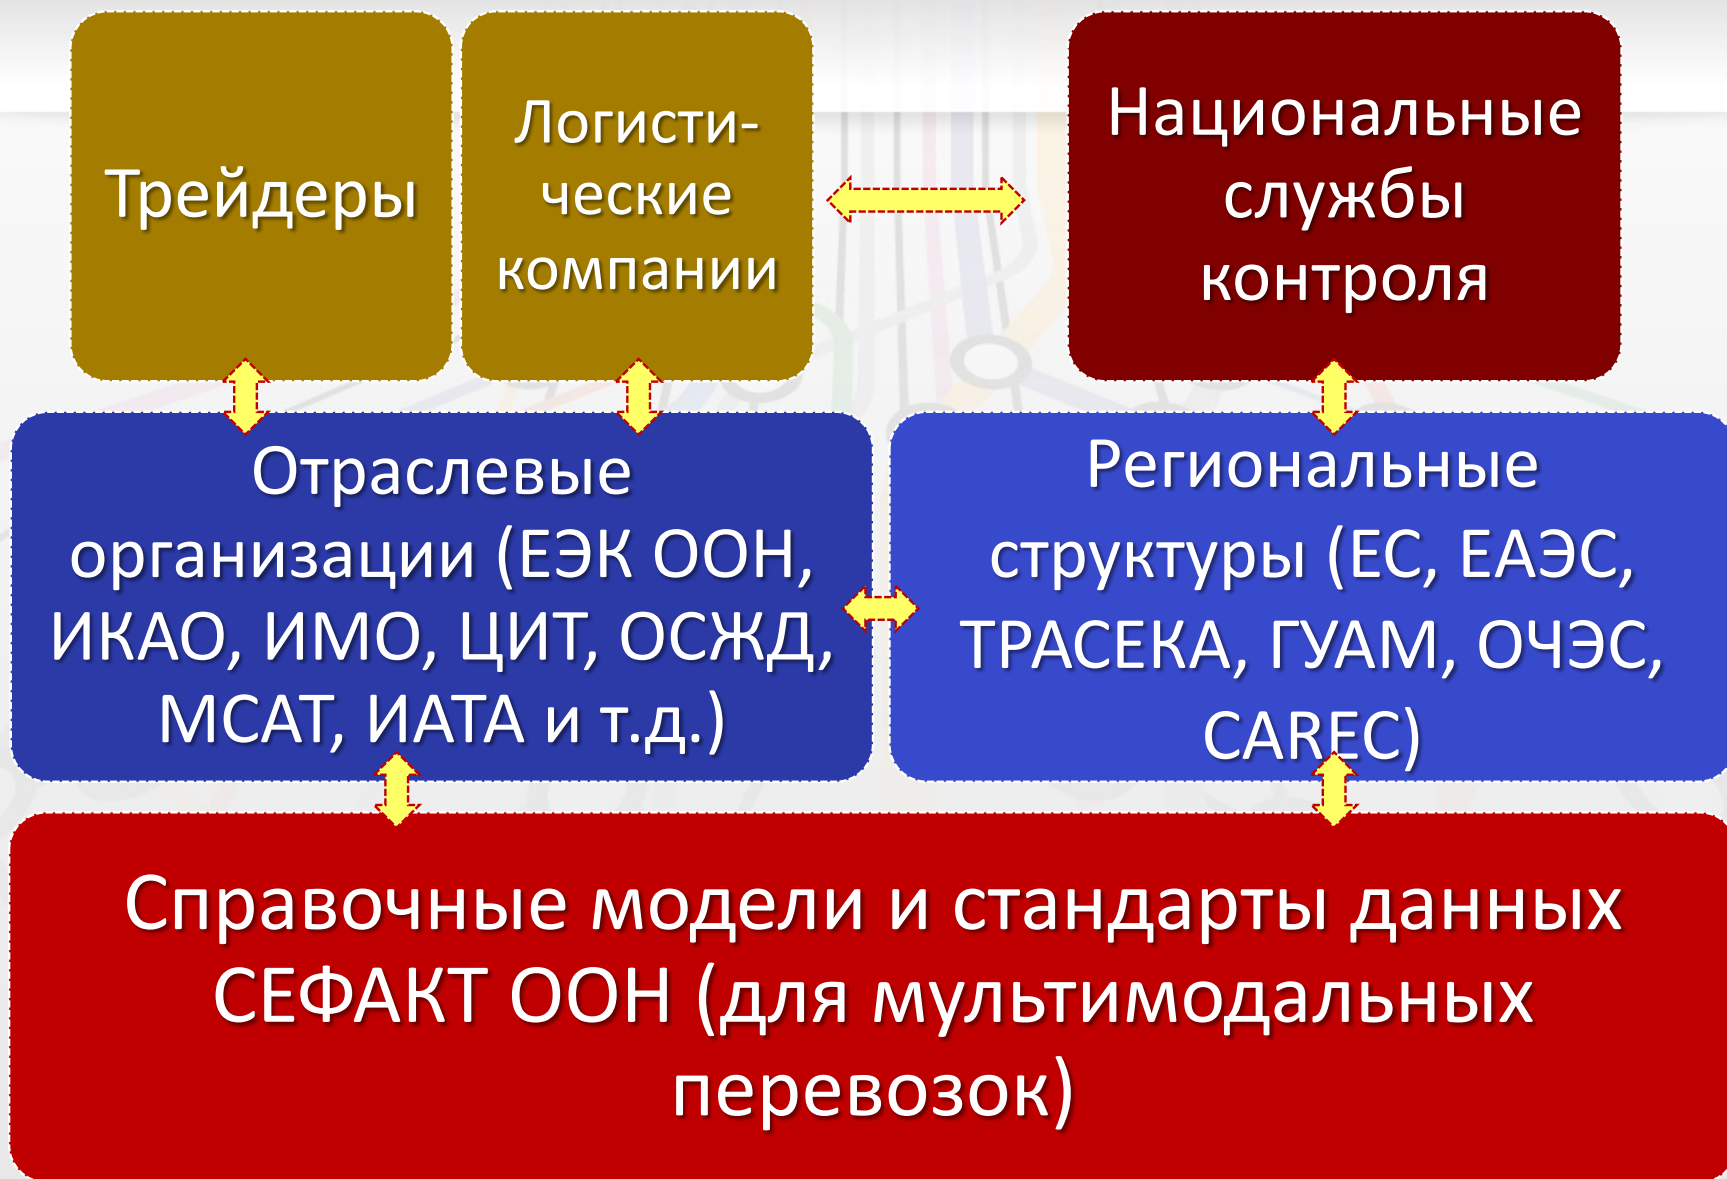 Трейдеры
Логисти-
ческие
компании
Национальные
службы
контроля
Отраслевые
организации (ЕЭК ООН,
ИКАО, ИМО, ЦИТ, ОСЖД,
МСАТ, ИАТА и т.д.)
Региональные
структуры (ЕС, ЕАЭС,
ТРАСЕКА, ГУАМ, ОЧЭС,
CAREC)
Справочные модели и стандарты данных
СЕФАКТ ООН (для мультимодальных
перевозок)